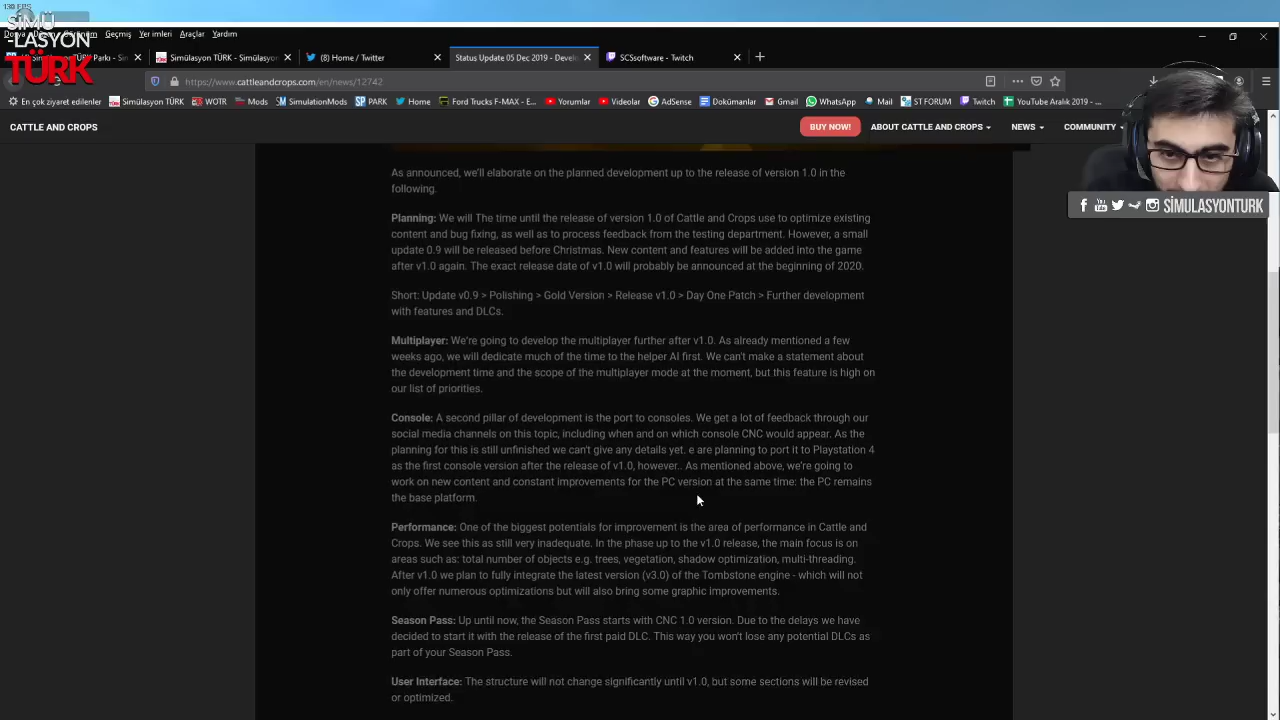 130 FPS
SİMÜ
-LASYON
TÜRK
Dosya Düzen Görünüm Geçmiş Yer imleri Araçlar Yardım
Simülasyon TÜRK - Simülasyon
(8) Home / Twitter
Status Update 05 Dec 2019 - Devel
SCSsoftware - Twitch
https://www.cattleandcrops.com/en/news/12742
En çok ziyaret edilenler Simülasyon TÜRK WOTR Mods SimulationMods PARK Home Ford Trucks F-MAX - E... Yorumlar Videolar AdSense Dokümanlar Gmail WhatsApp Mail ST FORUM Twitch YouTube Aralık 2019 -...
CATTLE AND CROPS
BUY NOW! ABOUT CATTLE AND CROPS NEWS COMMUNITY
SİMULASYONTURK
As announced, we'll elaborate on the planned development up to the release of version 1.0 in the
following.
Planning: We will The time until the release of version 1.0 of Cattle and Crops use to optimize existing
content and bug fixing, as well as to process feedback from the testing department. However, a small
update 0.9 will be released before Christmas. New content and features will be added into the game
after v1.0 again. The exact release date of v1.0 will probably be announced at the beginning of 2020.
Short: Update v0.9 > Polishing > Gold Version > Release v1.0 > Day One Patch > Further development
with features and DLCs.
Multiplayer: We're going to develop the multiplayer further after v1.0. As already mentioned a few
weeks ago, we will dedicate much of the time to the helper AI first. We can't make a statement about
the development time and the scope of the multiplayer mode at the moment, but this feature is high on
our list of priorities.
Console: A second pillar of development is the port to consoles. We get a lot of feedback through our
social media channels on this topic, including when and on which console CNC would appear. As the
planning for this is still unfinished we can't give any details yet. e are planning to port it to Playstation 4
as the first console version after the release of v1.0, however.. As mentioned above, we're going to
work on new content and constant improvements for the PC version at the same time: the PC remains
the base platform.
Performance: One of the biggest potentials for improvement is the area of performance in Cattle and
Crops. We see this as still very inadequate. In the phase up to the v1.0 release, the main focus is on
areas such as: total number of objects e.g. trees, vegetation, shadow optimization, multi-threading.
After v1.0 we plan to fully integrate the latest version (v3.0) of the Tombstone engine - which will not
only offer numerous optimizations but will also bring some graphic improvements.
Season Pass: Up until now, the Season Pass starts with CNC 1.0 version. Due to the delays we have
decided to start it with the release of the first paid DLC. This way you won't lose any potential DLCs as
part of your Season Pass.
User Interface: The structure will not change significantly until v1.0, but some sections will be revised
or optimized.